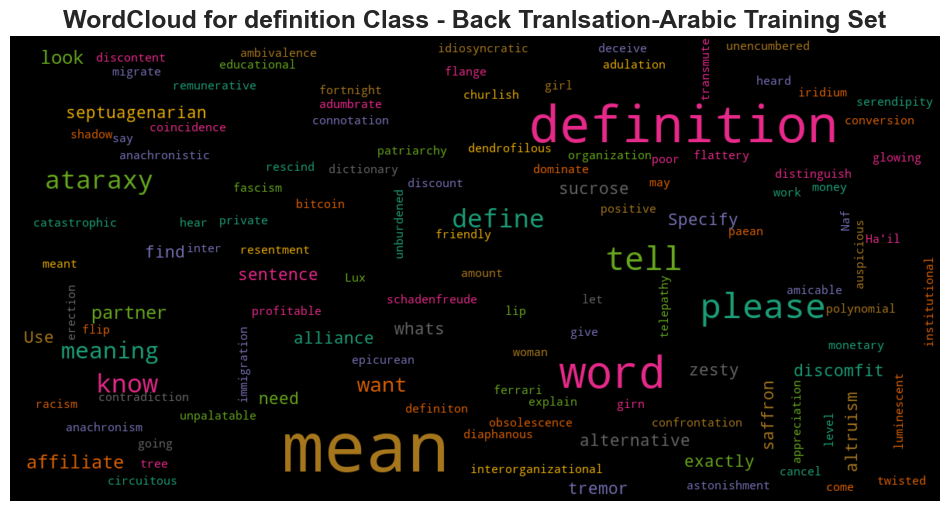 WordCloud for definition Class - Back Tranlsation-Arabic Training Set
look
discontent
migrate
ambivalence
educational
idiosyncratic
flange
deceive
adulation
transmute
unencumbered
heard
iridium
serendipity
remunerative
fortnight
adumbrate
connotation
churlish
girl
septuagenarian
shadow
say
coincidence
definition
conversion
anachronistic
patriarchy
dendrofilous
organization
poor
flattery
glowing
ataraxy
rescind
dictionary
dominate
distinguish
fascism
discount
sucrose
may
work
money
bitcoin
unburdened
positive
Specify
Naf
catastrophic
hear
private
define
friendly
paean
Ha'il
auspicious
find
inter
resentment
tell
meant
sentence
Lux
amount
telepathy
amicable
institutional
erection
partner
profitable
schadenfreude
lip
let
please
polynomial
Use
flip
alliance
whats
give
monetary
meaning
immigration
epicurean
woman
word
zesty
discomfit
know
contradiction
want
ferrari
explain
girn
saffron
appreciation
level
altruism
luminescent
racism
unpalatable
need
definiton
obsolescence
confrontation
anachronism
going
mean
diaphanous
alternative
affiliate
tree
circuitous
interorganizational
exactly
cancel
twisted
tremor
astonishment
come